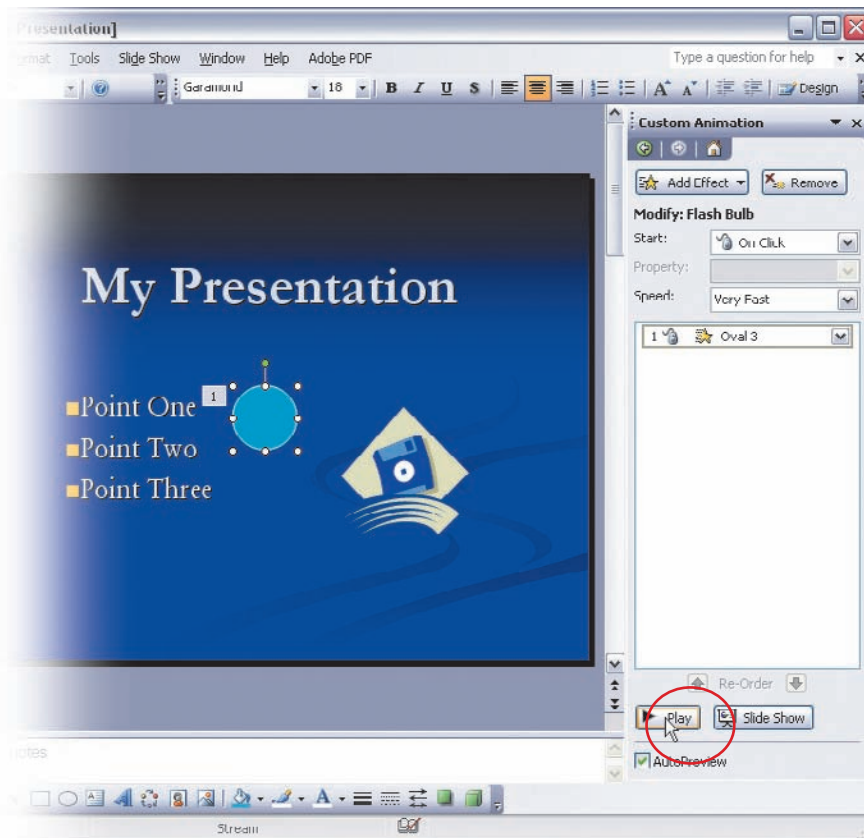 Presentation]
Tools Slide Show Window Help Adobe PDF Type a question for help
Garamond 18 B I U S A A Design
Custom Animation
Add Effect Remove
Modify: Flash Bulb
Start: On Click
Property:
Speed: Very Fast
1 Oval 3
My Presentation
1
Point One
Point Two
Point Three
Re-Order
Play Slide Show
AutoPreview
A
Stream